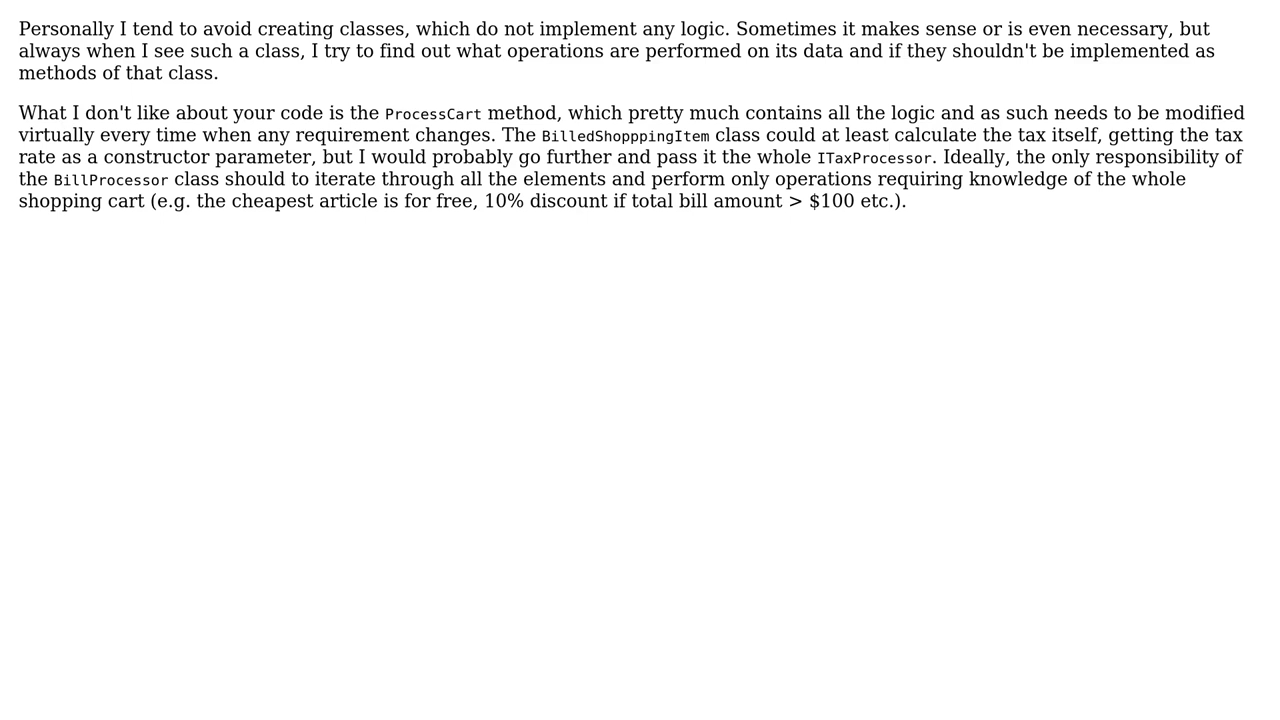 Personally I tend to avoid creating classes, which do not implement any logic. Sometimes it makes sense or is even necessary, but
always when I see such a class, I try to find out what operations are performed on its data and if they shouldn't be implemented as
methods of that class.
What I don't like about your code is the ProcessCart method, which pretty much contains all the logic and as such needs to be modified
virtually every time when any requirement changes. The BilledShopppingItem class could at least calculate the tax itself, getting the tax
rate as a constructor parameter, but I would probably go further and pass it the whole ITaxProcessor. Ideally, the only responsibility of
the BillProcessor class should to iterate through all the elements and perform only operations requiring knowledge of the whole
shopping cart (e.g. the cheapest article is for free, 10% discount if total bill amount > $100 etc.).